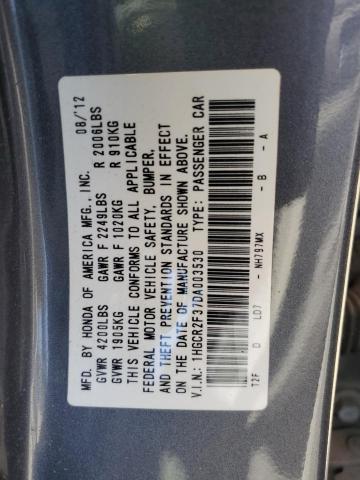 MFD. BY HONDA OF AMERICA MFG., INC. 08/12
GVWR 4200LBS GAWR F 2249LBS R 2006LBS
GVWR 1905KG GAWR F 1020KG R 910KG
THIS VEHICLE CONFORMS TO ALL APPLICABLE
FEDERAL MOTOR VEHICLE SAFETY, BUMPER,
AND THEFT PREVENTION STANDARDS IN EFFECT
ON THE DATE OF MANUFACTURE SHOWN ABOVE.
V.I.N.: 1HGCR2F37DA003530 TYPE: PASSENGER CAR
T2F D LD7 - NH797MX - B - A